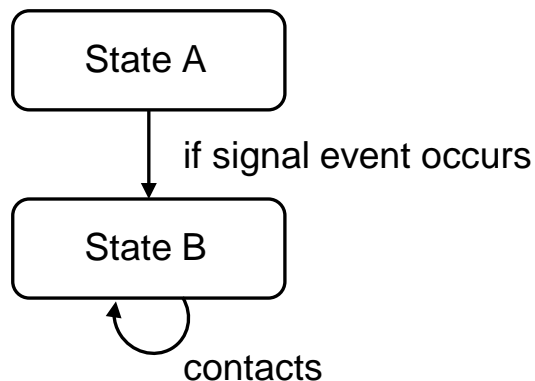 State A
if signal event occurs
State B
contacts